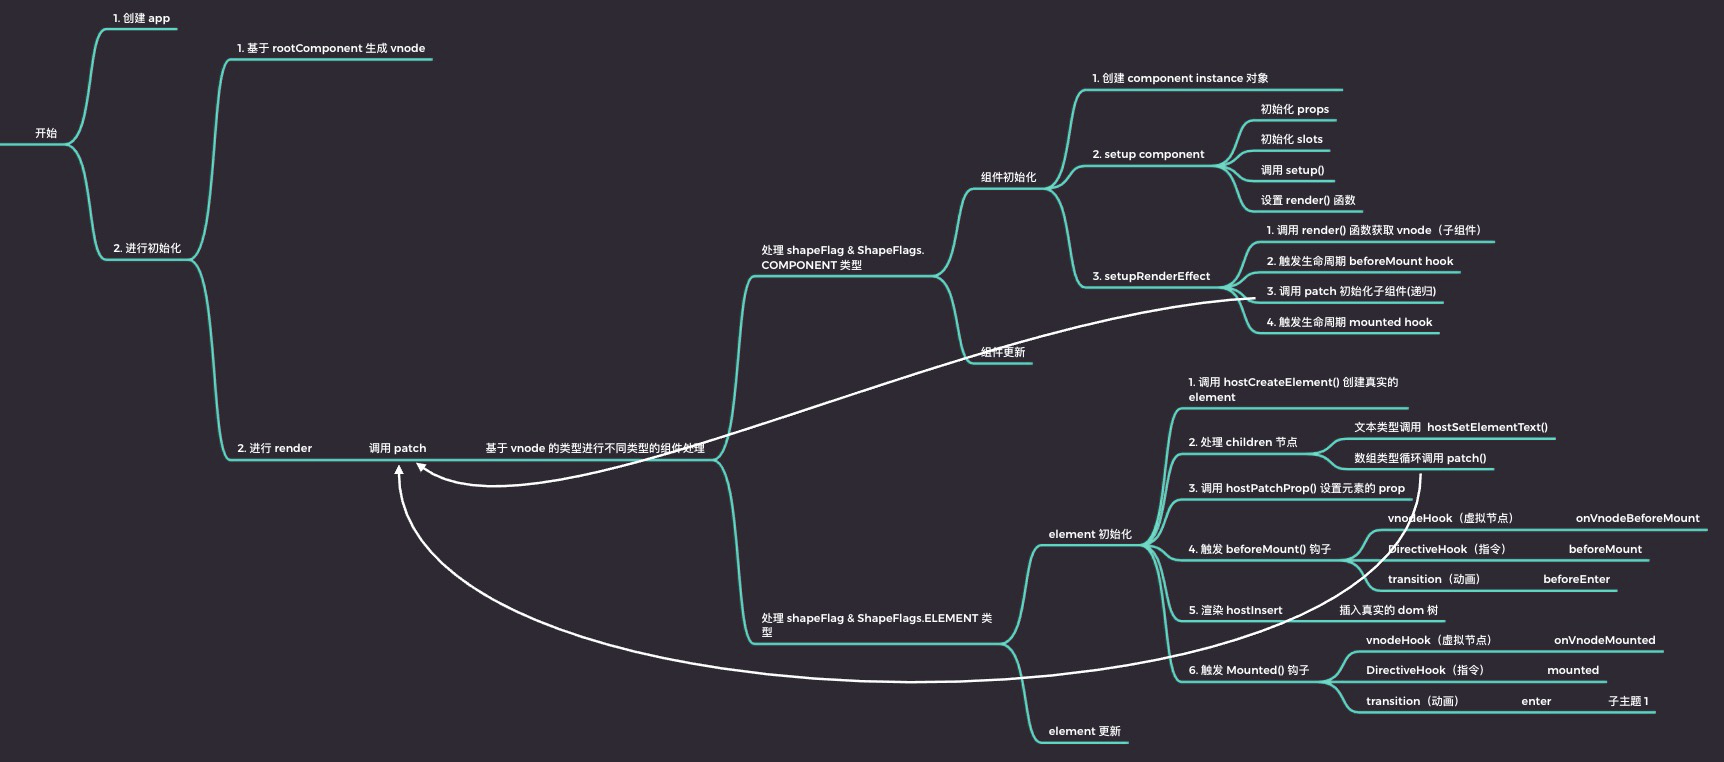 开始
1. 创建 app
2. 进行初始化
1. 基于 rootComponent 生成 vnode
2. 进行 render
调用 patch
基于 vnode 的类型进行不同类型的组件处理
处理 shapeFlag & ShapeFlags.
COMPONENT 类型
组件初始化
1. 创建 component instance 对象
2. setup component
初始化 props
初始化 slots
调用 setup()
设置 render() 函数
3. setupRenderEffect
1. 调用 render() 函数获取 vnode（子组件）
2. 触发生命周期 beforeMount hook
3. 调用 patch 初始化子组件(递归)
4. 触发生命周期 mounted hook
组件更新
处理 shapeFlag & ShapeFlags.ELEMENT 类
型
element 初始化
1. 调用 hostCreateElement() 创建真实的
element
2. 处理 children 节点
文本类型调用 hostSetElementText()
数组类型循环调用 patch()
3. 调用 hostPatchProp() 设置元素的 prop
4. 触发 beforeMount() 钩子
vnodeHook（虚拟节点）
onVnodeBeforeMount
DirectiveHook（指令）
beforeMount
transition（动画）
beforeEnter
5. 渲染 hostInsert
插入真实的 dom 树
6. 触发 Mounted() 钩子
vnodeHook（虚拟节点）
onVnodeMounted
DirectiveHook（指令）
mounted
transition（动画）
enter
子主题 1
element 更新